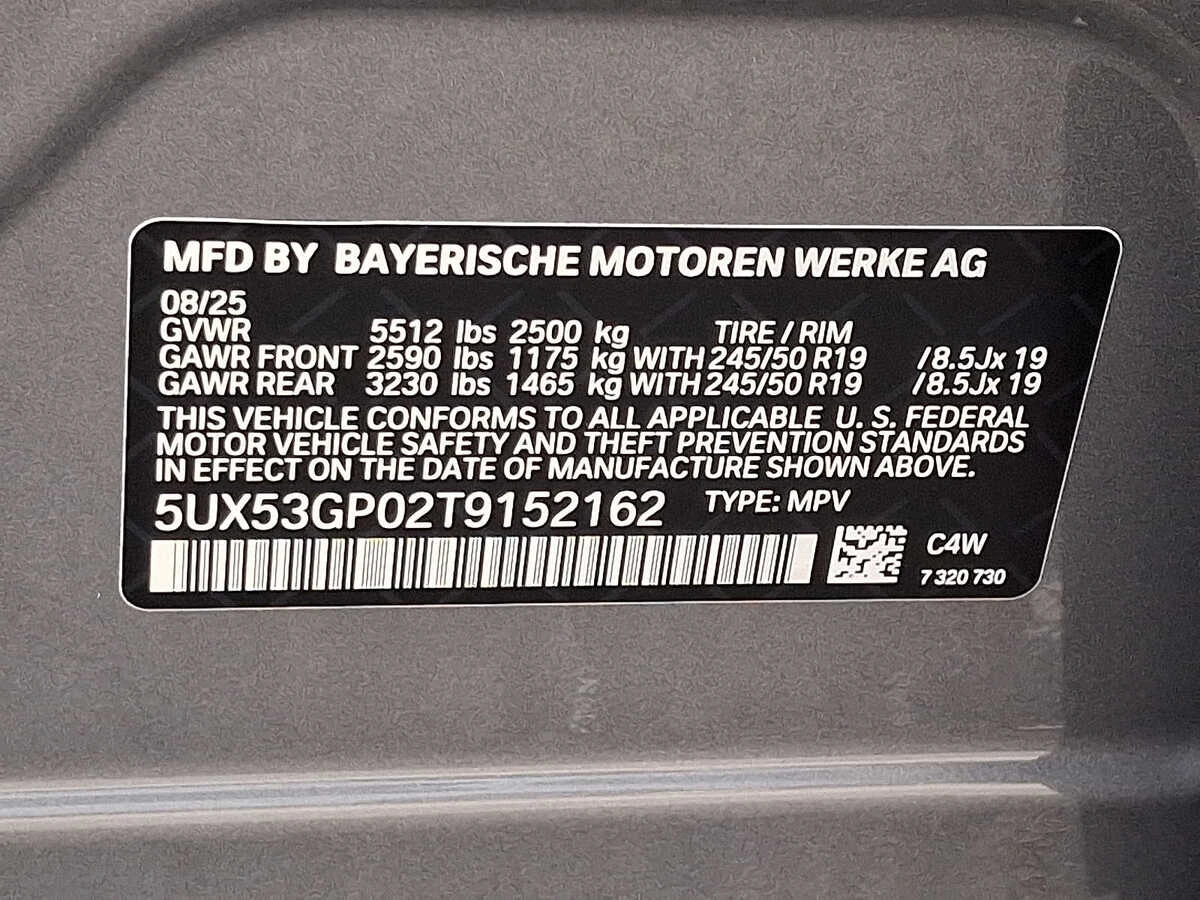 MFD BY BAYERISCHE MOTOREN WERKE AG
08/25
GVWR 5512 lbs 2500 kg TIRE / RIM
GAWR FRONT 2590 lbs 1175 kg WITH 245/50 R19 /8.5Jx 19
GAWR REAR 3230 lbs 1465 kg WITH 245/50 R19 /8.5Jx 19
THIS VEHICLE CONFORMS TO ALL APPLICABLE U. S. FEDERAL
MOTOR VEHICLE SAFETY AND THEFT PREVENTION STANDARDS
IN EFFECT ON THE DATE OF MANUFACTURE SHOWN ABOVE.
5UX53GP02T9152162 TYPE: MPV
C4W
7 320 730